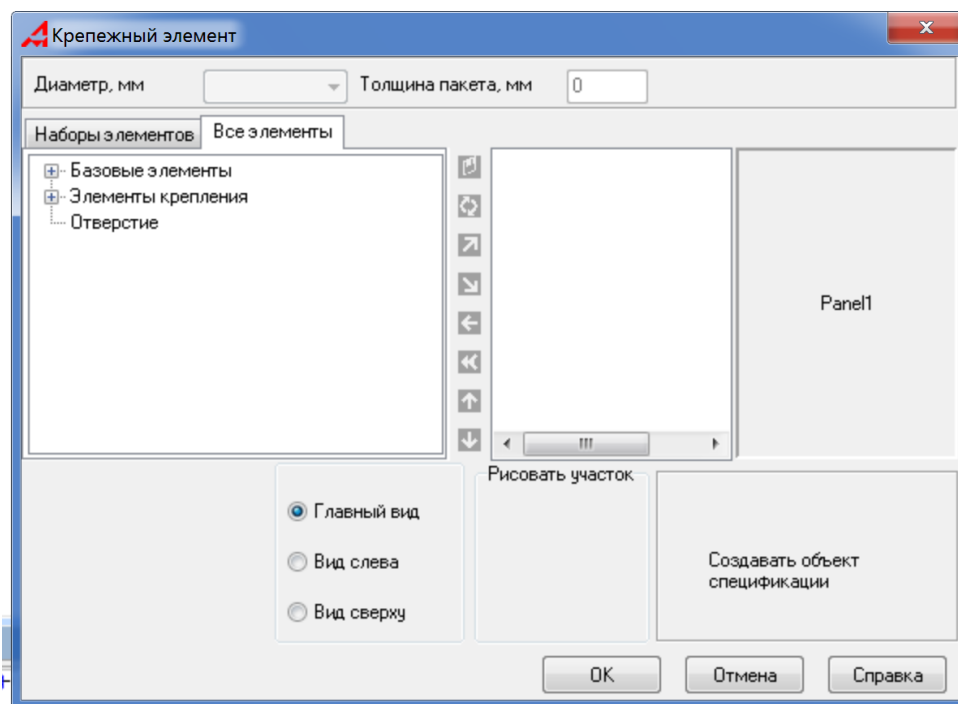 Крепежный элемент
Диаметр, мм Толщина пакета, мм 0
Наборы элементов Все элементы
Базовые элементы
Элементы крепления
Отверстие
Panel1
Рисовать участок
Главный вид
Вид слева
Вид сверху
Создавать объект
спецификации
OK Отмена Справка